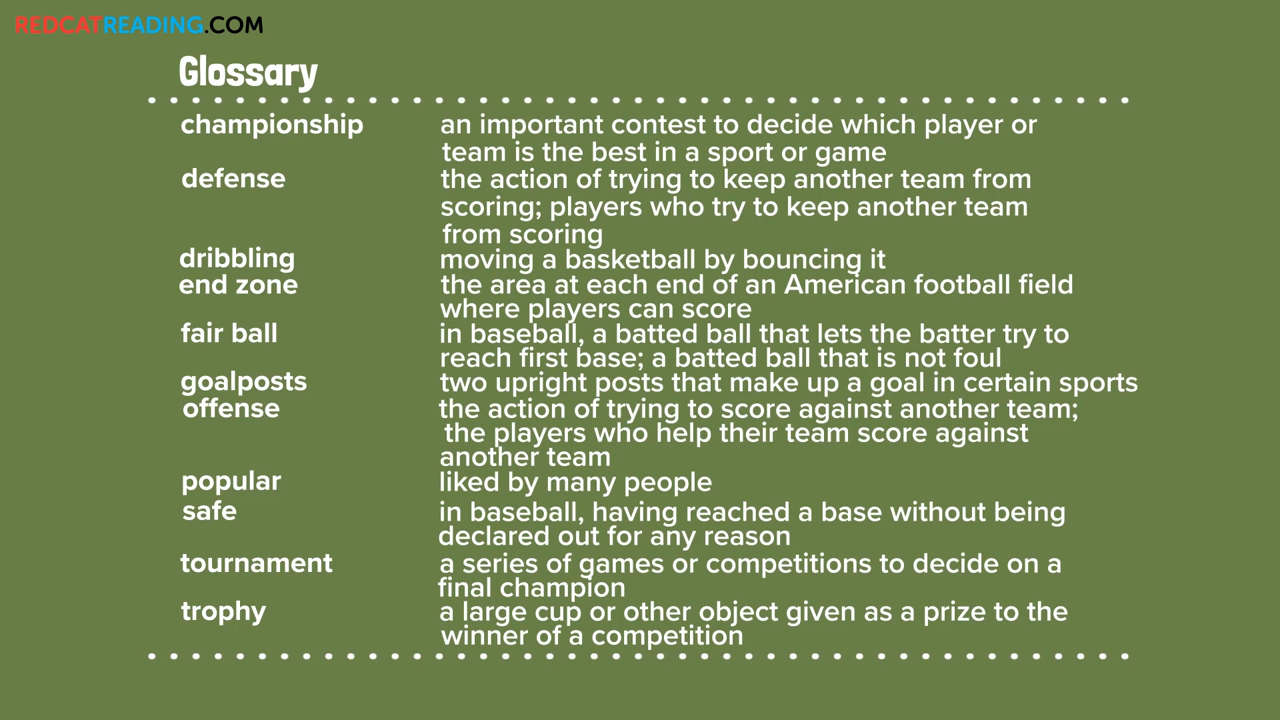 REDCATREADING.COM
Glossary
championship an important contest to decide which player or
team is the best in a sport or game
defense the action of trying to keep another team from
scoring; players who try to keep another team
from scoring
dribbling moving a basketball by bouncing it
end zone the area at each end of an American football field
where players can score
fair ball in baseball, a batted ball that lets the batter try to
reach first base; a batted ball that is not foul
goalposts two upright posts that make up a goal in certain sports
offense the action of trying to score against another team;
the players who help their team score against
another team
popular liked by many people
safe in baseball, having reached a base without being
declared out for any reason
tournament a series of games or competitions to decide on a
final champion
trophy a large cup or other object given as a prize to the
winner of a competition